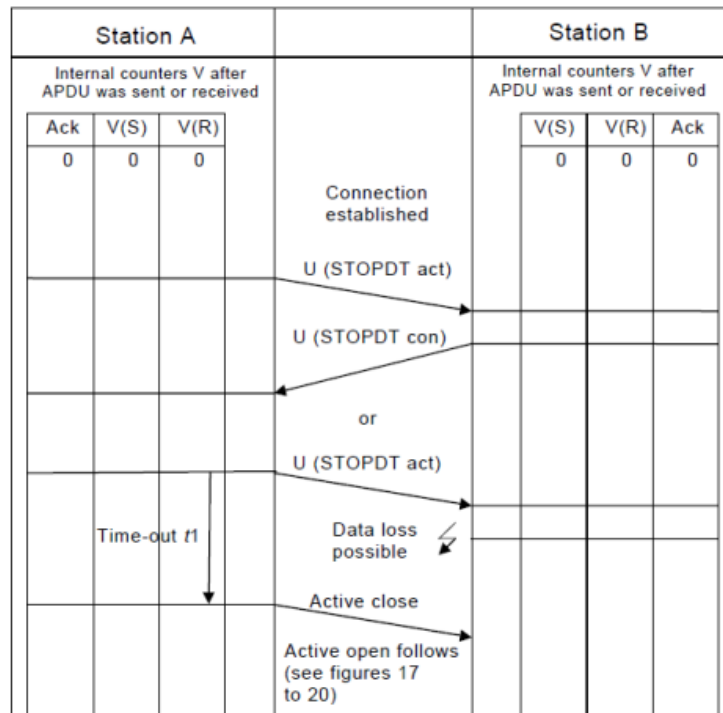 Station A
Station B
Internal counters V after
APDU was sent or received
Internal counters V after
APDU was sent or received
Ack V(S) V(R)
V(S) V(R) Ack
0 0 0
0 0 0
Connection
established
U (STOPDT act)
U (STOPDT con)
or
U (STOPDT act)
Time-out t1
Data loss
possible
Active close
Active open follows
(see figures 17
to 20)